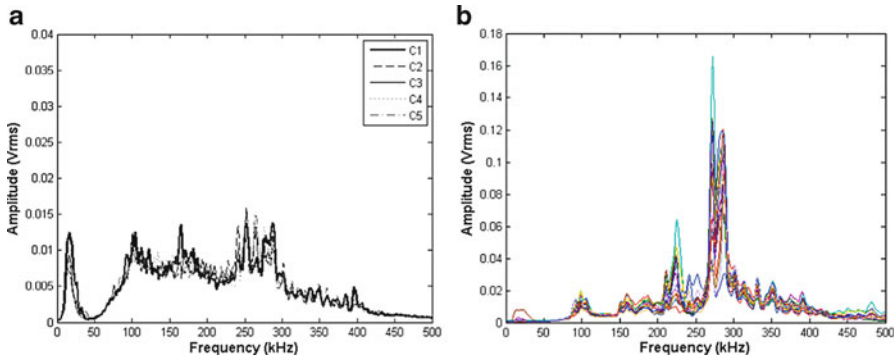 a
0.04
0.035
0.03
0.025
0.02
0.015
0.01
0.005
0
Amplitude (Vrms)
0 50 100 150 200 250 300 350 400 450 500
Frequency (kHz)
C1
C2
C3
C4
C5
b
0.18
0.16
0.14
0.12
0.1
0.08
0.06
0.04
0.02
0
Amplitude (Vrms)
0 50 100 150 200 250 300 350 400 450 500
Frequency (kHz)